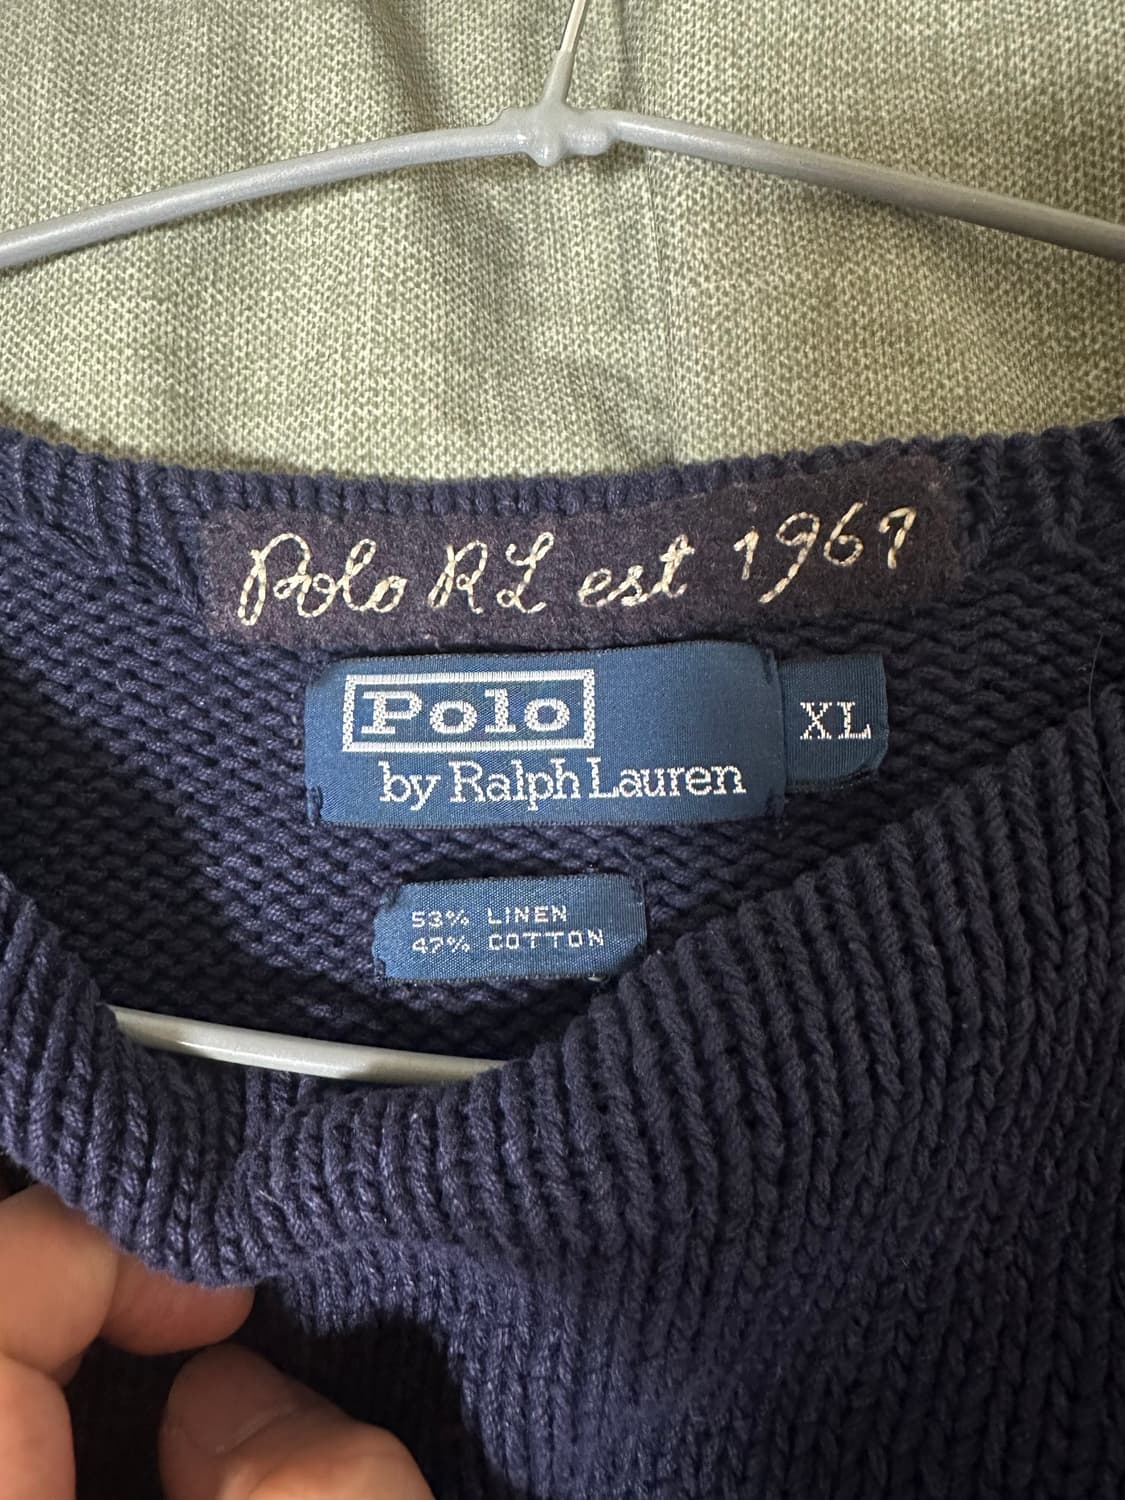 Polo RL est 1967
Polo
by Ralph Lauren
XL
53% LINEN
47% COTTON